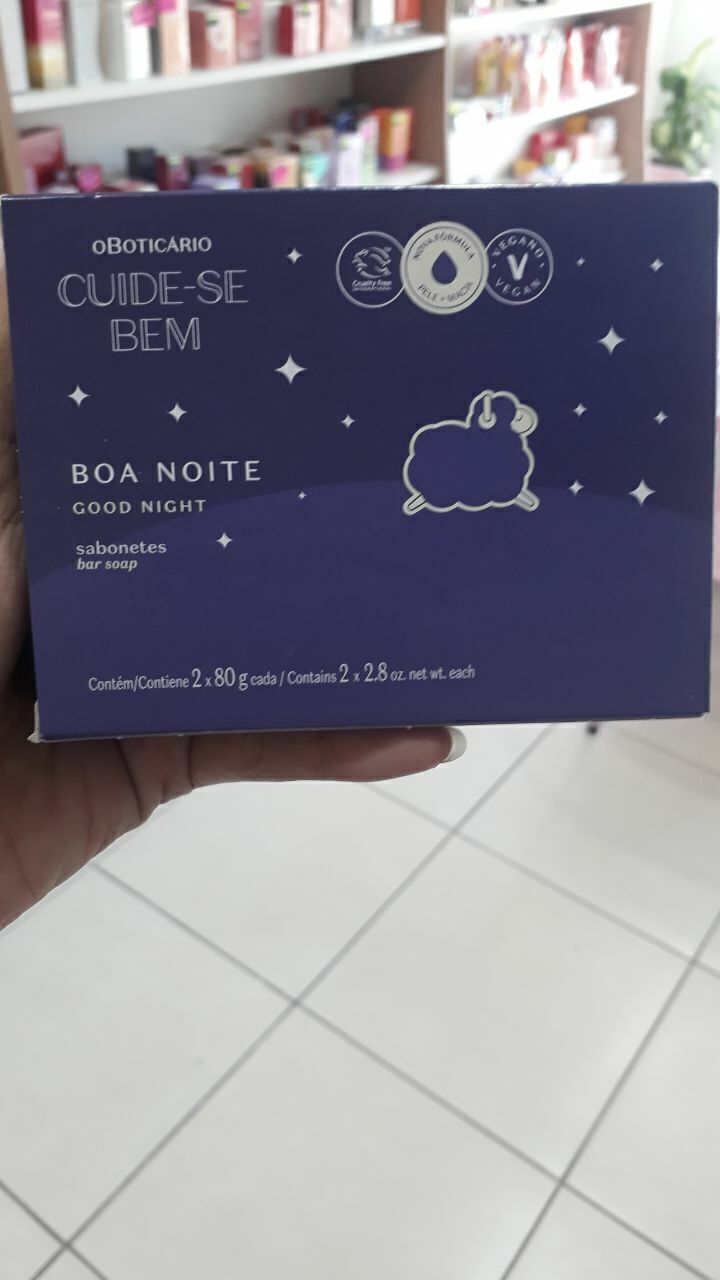 oBOTICÁRIO
CUIDE-SE
BEM
Cruelty Free
INTERNATIONAL
NOVA FÓRMULA
PELE + MACIA
VEGANO
V
VEGAN
BOA NOITE
GOOD NIGHT
sabonetes
bar soap
Contém/Contiene 2 x 80 g cada / Contains 2 x 2.8 oz. net wt. each